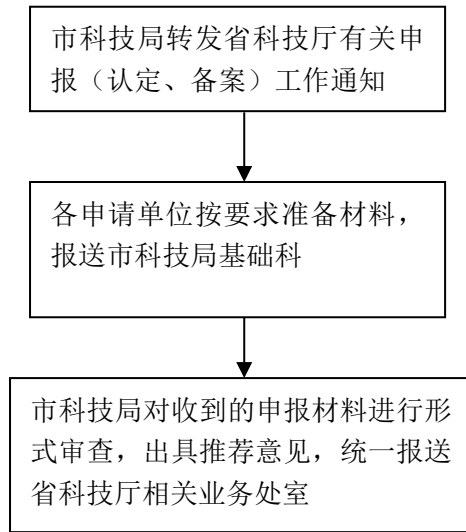 市科技局转发省科技厅有关申
报（认定、备案）工作通知
各申请单位按要求准备材料，
报送市科技局基础科
市科技局对收到的申报材料进行形
式审查，出具推荐意见，统一报送
省科技厅相关业务处室